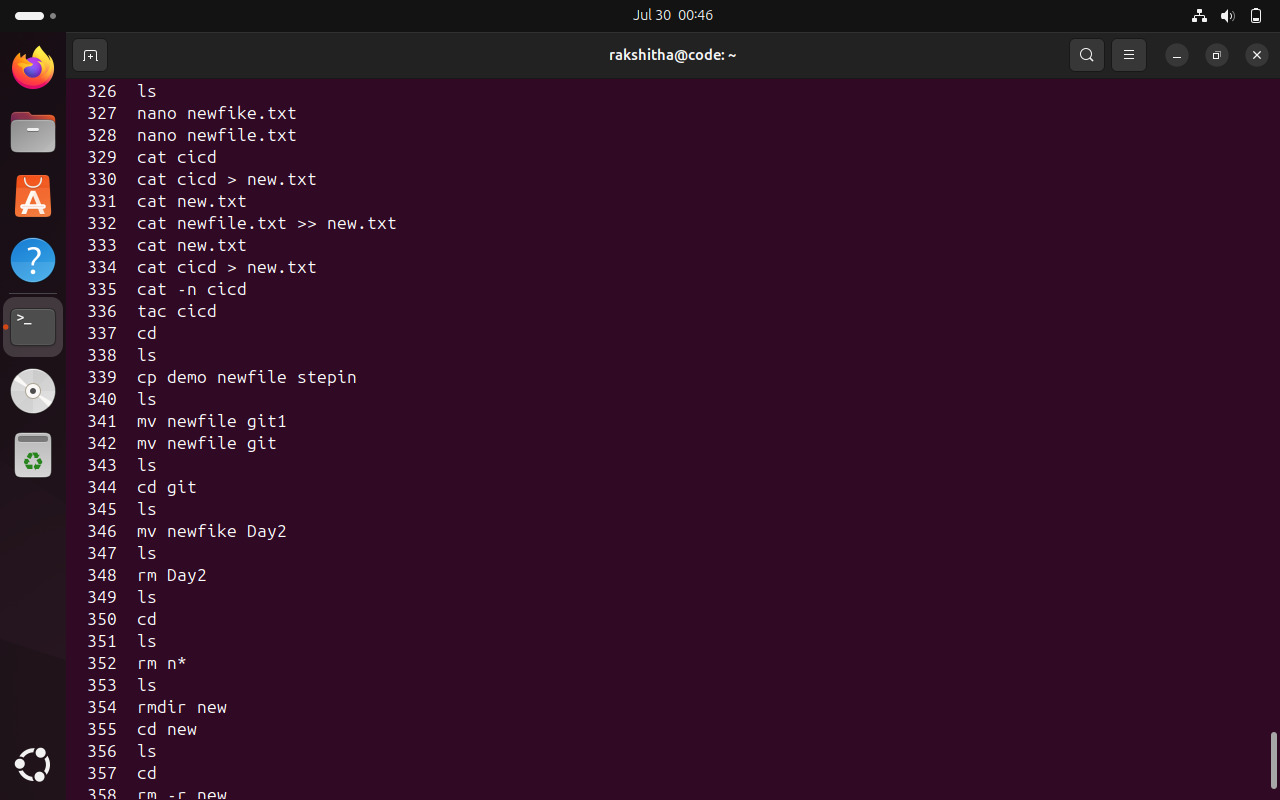 Jul 30 00:46
rakshitha@code: ~
326 ls
327 nano newfike.txt
328 nano newfile.txt
329 cat cicd
330 cat cicd > new.txt
331 cat new.txt
332 cat newfile.txt >> new.txt
333 cat new.txt
334 cat cicd > new.txt
335 cat -n cicd
336 tac cicd
337 cd
338 ls
339 cp demo newfile stepin
340 ls
341 mv newfile git1
342 mv newfile git
343 ls
344 cd git
345 ls
346 mv newfike Day2
347 ls
348 rm Day2
349 ls
350 cd
351 ls
352 rm n*
353 ls
354 rmdir new
355 cd new
356 ls
357 cd
358 rm -r new